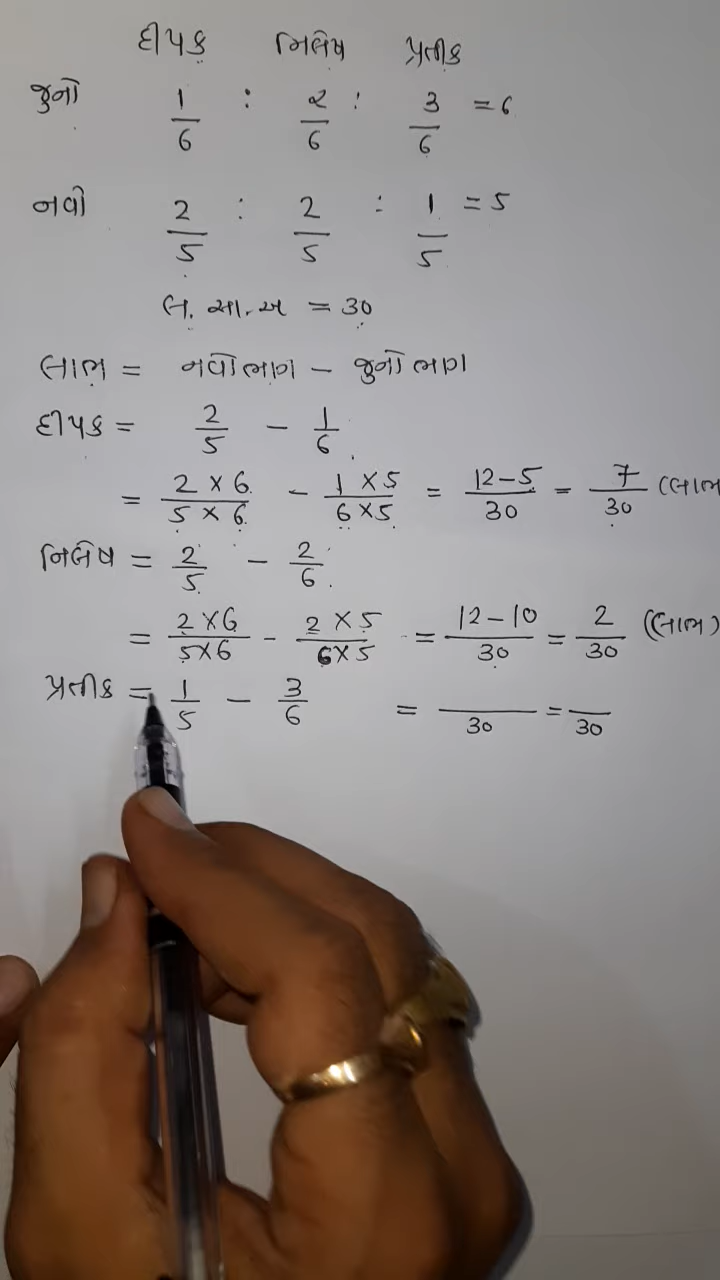 દીપક નિલેષ પ્રતીક
જુનો 1/6 : 2/6 : 3/6 = 6
નવો 2/5 : 2/5 : 1/5 = 5
લ. સા. અ = 30
લાભ = નવો ભાગ - જુનો ભાગ
દીપક = 2/5 - 1/6
= 2 × 6/5 × 6 - 1 × 5/6 × 5 = 12-5/30 = 7/30 (લાભ
નિલેષ = 2/5 - 2/6
= 2 × 6/5 × 6 - 2 × 5/6 × 5 = 12-10/30 = 2/30 (લાભ)
પ્રતીક = 1/5 - 3/6 = /30 = /30